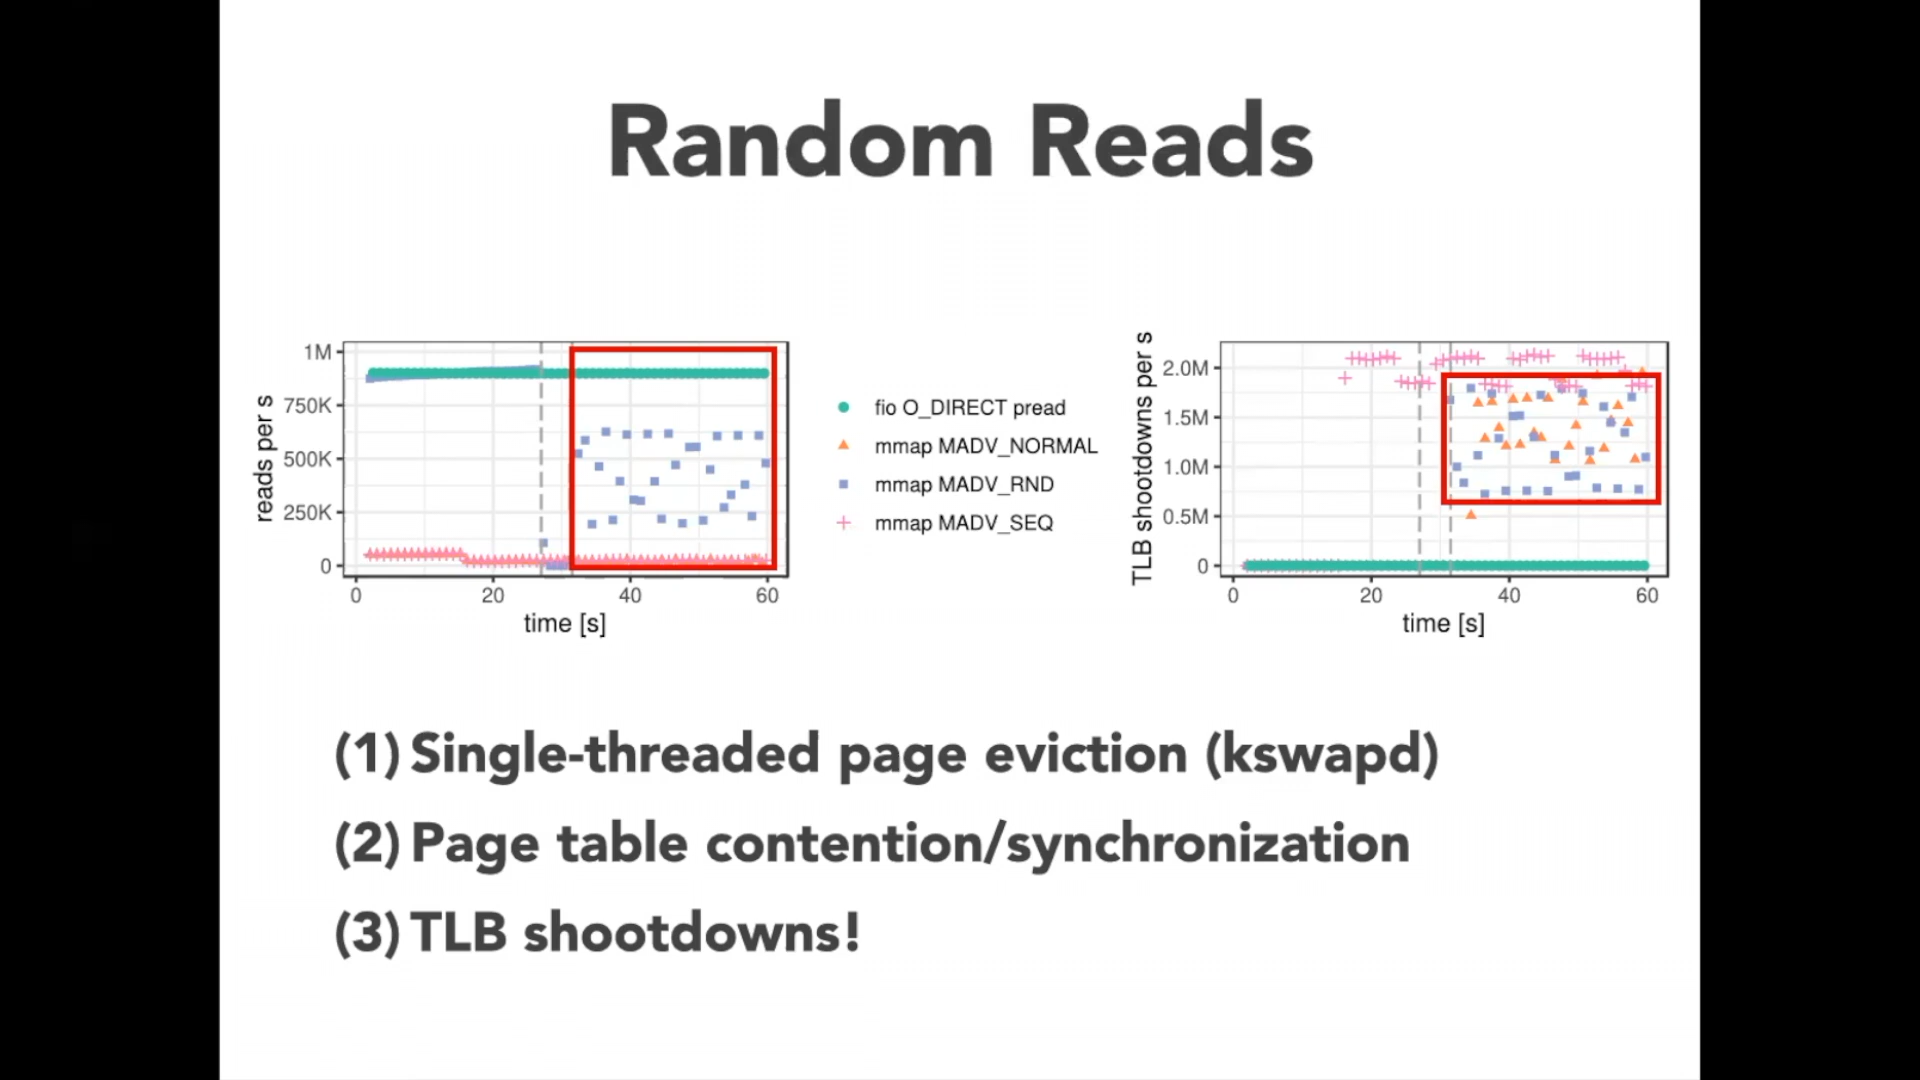 Random Reads
reads per s
1M
750K
500K
250K
0
0 20 40 60
time [s]
fio O_DIRECT pread
mmap MADV_NORMAL
mmap MADV_RND
mmap MADV_SEQ
TLB shootdowns per s
2.0M
1.5M
1.0M
0.5M
0
0 20 40 60
time [s]
(1) Single-threaded page eviction (kswapd)
(2) Page table contention/synchronization
(3) TLB shootdowns!